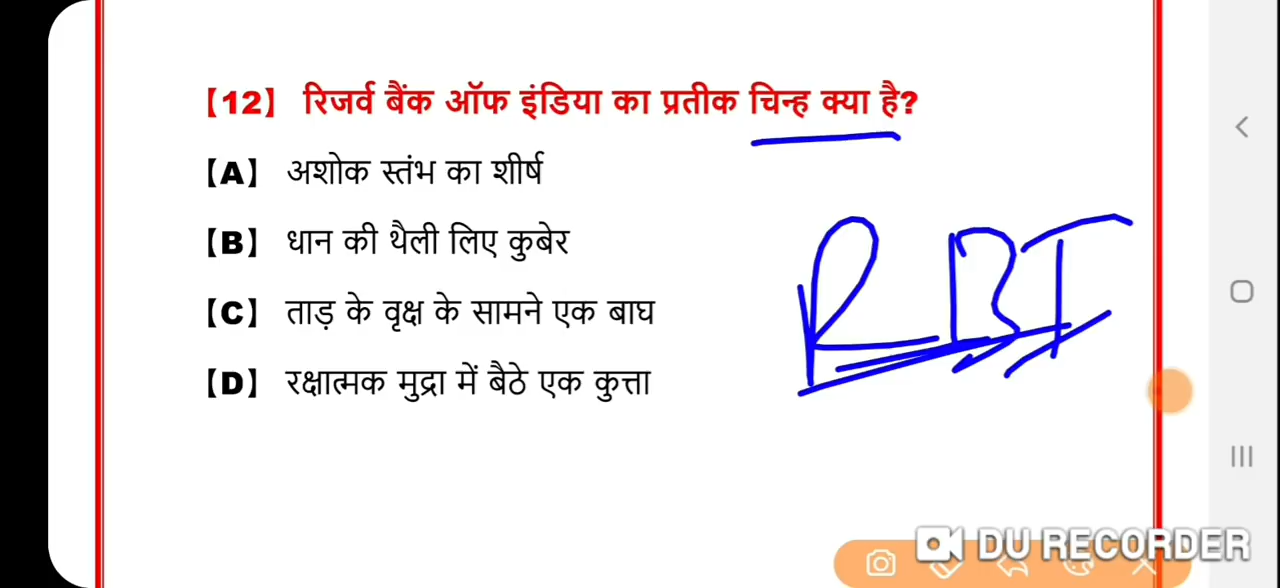 【12】 रिजर्व बैंक ऑफ इंडिया का प्रतीक चिन्ह क्या है?
【A】 अशोक स्तंभ का शीर्ष
【B】 धान की थैली लिए कुबेर
【C】 ताड़ के वृक्ष के सामने एक बाघ
【D】 रक्षात्मक मुद्रा में बैठे एक कुत्ता
RBI
DU RECORDER